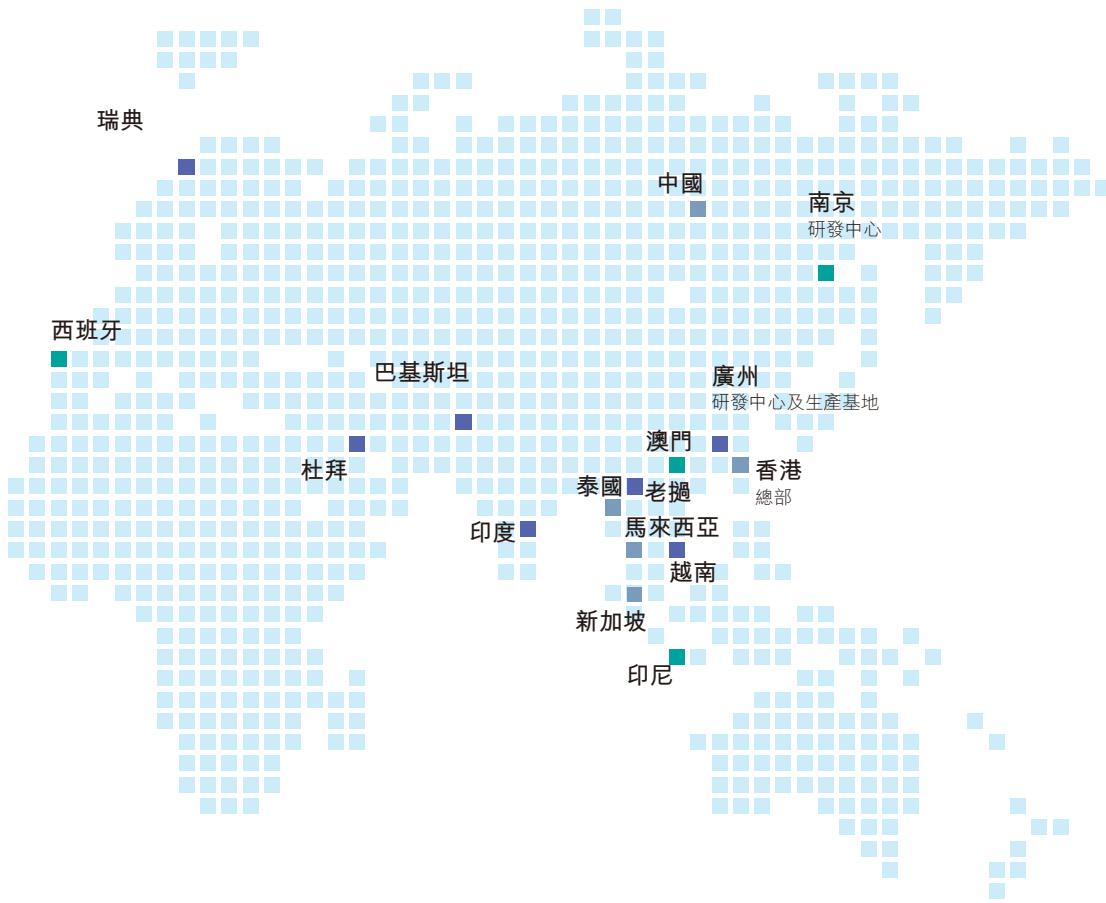 瑞典
中國
南京
研發中心
西班牙
巴基斯坦
廣州
研發中心及生產基地
澳門
杜拜
香港
總部
泰國
老撾
印度
馬來西亞
越南
新加坡
印尼